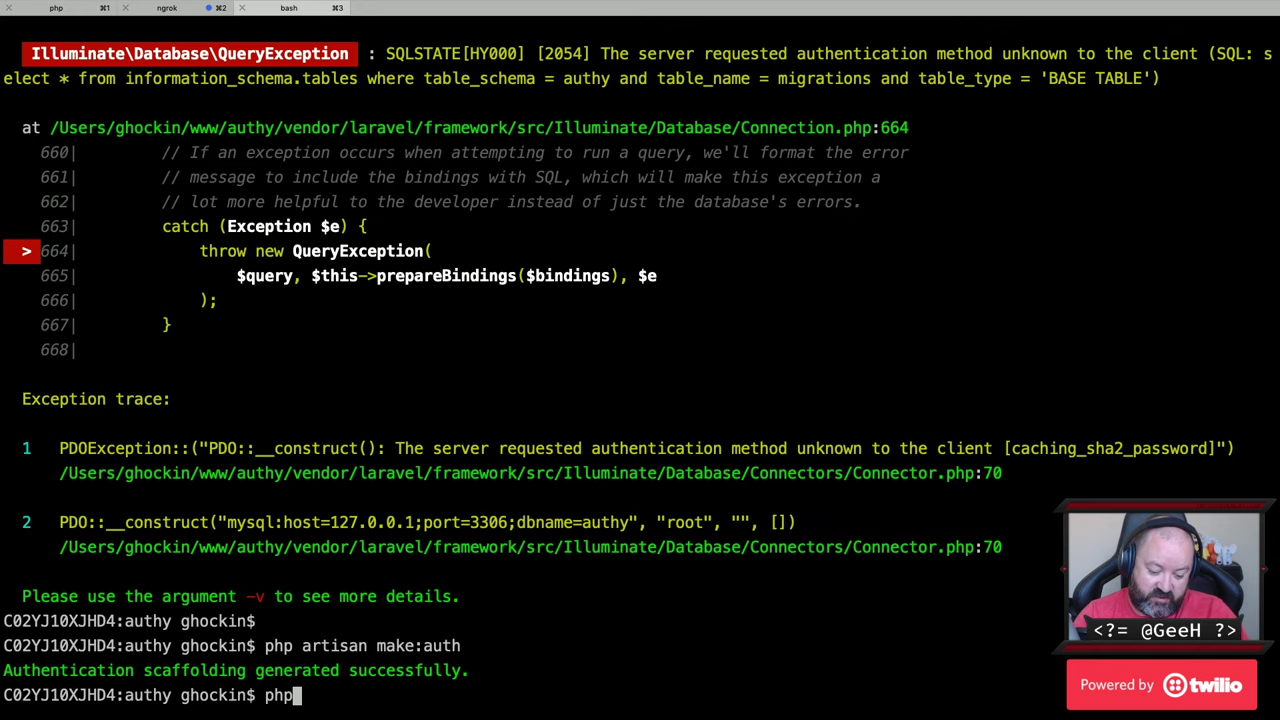 php ⌘1 ngrok ⌘2 bash ⌘3
Illuminate\Database\QueryException : SQLSTATE[HY000] [2054] The server requested authentication method unknown to the client (SQL: s
elect * from information_schema.tables where table_schema = authy and table_name = migrations and table_type = 'BASE TABLE')
at /Users/ghockin/www/authy/vendor/laravel/framework/src/Illuminate/Database/Connection.php:664
660| // If an exception occurs when attempting to run a query, we'll format the error
661| // message to include the bindings with SQL, which will make this exception a
662| // lot more helpful to the developer instead of just the database's errors.
663| catch (Exception $e) {
> 664| throw new QueryException(
665| $query, $this->prepareBindings($bindings), $e
666| );
667| }
668|
Exception trace:
1 PDOException::("PDO::__construct(): The server requested authentication method unknown to the client [caching_sha2_password]")
/Users/ghockin/www/authy/vendor/laravel/framework/src/Illuminate/Database/Connectors/Connector.php:70
2 PDO::__construct("mysql:host=127.0.0.1;port=3306;dbname=authy", "root", "", [])
/Users/ghockin/www/authy/vendor/laravel/framework/src/Illuminate/Database/Connectors/Connector.php:70
Please use the argument -v to see more details.
C02YJ10XJHD4:authy ghockin$
C02YJ10XJHD4:authy ghockin$ php artisan make:auth
Authentication scaffolding generated successfully.
C02YJ10XJHD4:authy ghockin$ php
<?= @GeeH ?>
Powered by twilio